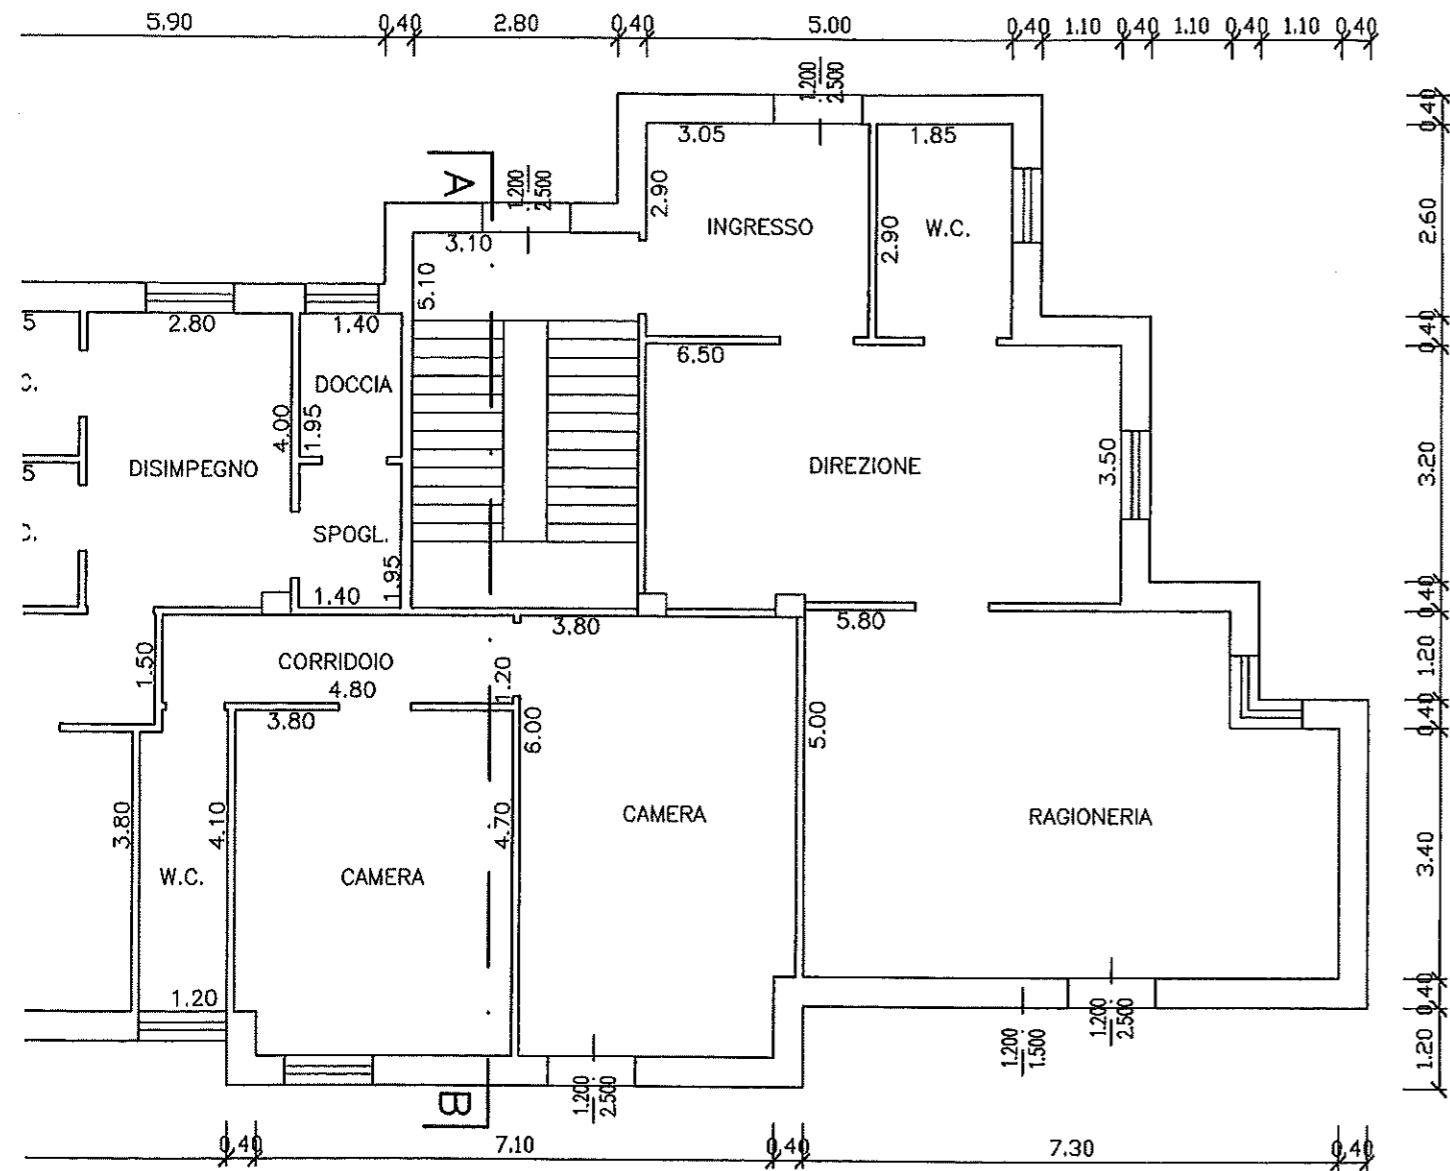 5.90 0,40 2.80 0,40 5.00 0,40 1.10 0,40 1.10 0,40 1.10 0,40
1.200
2.500
0,40
3.05
1.85
A
1.200
2.500
2.90
INGRESSO
2.90
W.C.
2.60
3.10
5.10
5
2.80
1.40
6.50
0,40
C.
DOCCIA
4.00
1.95
DISIMPEGNO
DIREZIONE
3.50
3.20
5
C.
SPOGL.
1.40
1.95
3.80
5.80
0,40
1.50
CORRIDOIO
4.80
1.20
1.20
3.80
6.00
5.00
0,40
3.80
4.10
4.70
CAMERA
RAGIONERIA
3.40
W.C.
CAMERA
1.20
0,40
1.200
1.500
1.200
2.500
1.20
B
1.200
2.500
0,40 7.10 0,40 7.30 0,40